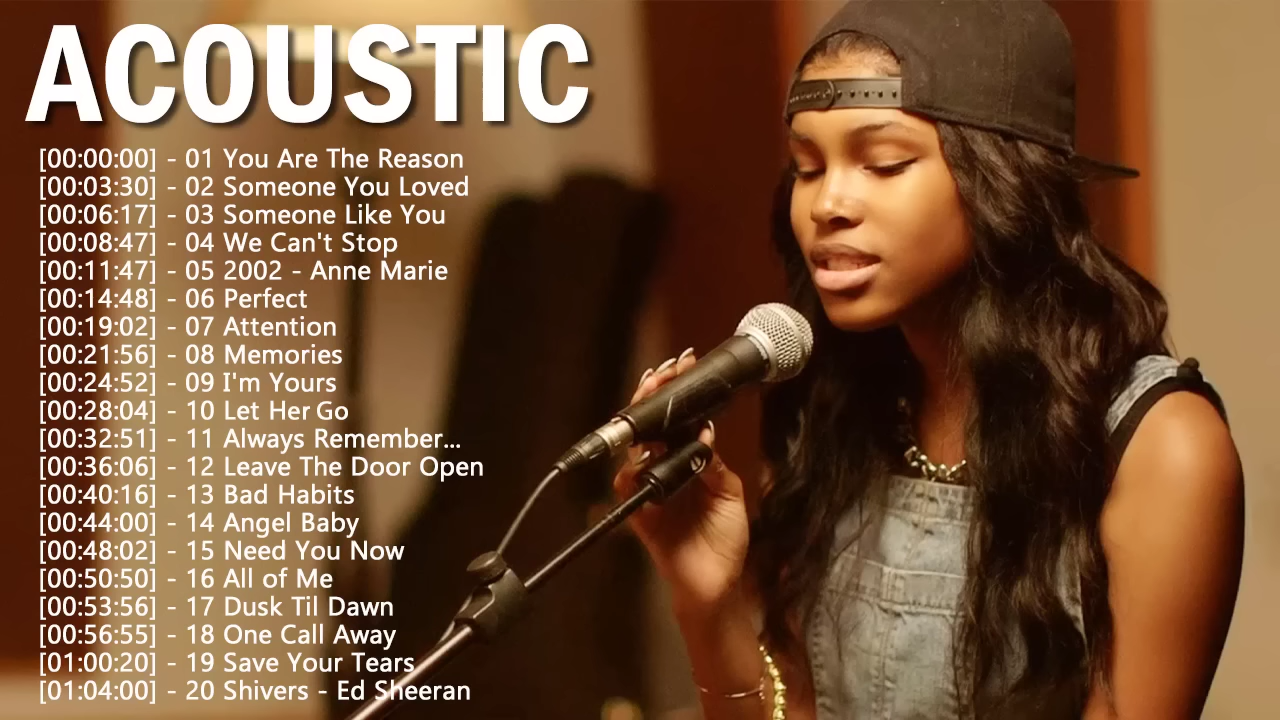 ACOUSTIC
[00:00:00] - 01 You Are The Reason
[00:03:30] - 02 Someone You Loved
[00:06:17] - 03 Someone Like You
[00:08:47] - 04 We Can't Stop
[00:11:47] - 05 2002 - Anne Marie
[00:14:48] - 06 Perfect
[00:19:02] - 07 Attention
[00:21:56] - 08 Memories
[00:24:52] - 09 I'm Yours
[00:28:04] - 10 Let Her Go
[00:32:51] - 11 Always Remember...
[00:36:06] - 12 Leave The Door Open
[00:40:16] - 13 Bad Habits
[00:44:00] - 14 Angel Baby
[00:48:02] - 15 Need You Now
[00:50:50] - 16 All of Me
[00:53:56] - 17 Dusk Til Dawn
[00:56:55] - 18 One Call Away
[01:00:20] - 19 Save Your Tears
[01:04:00] - 20 Shivers - Ed Sheeran